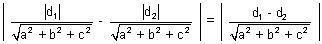 | |d₁| / √(a² + b² + c²) - |d₂| / √(a² + b² + c²) | = | (d₁ - d₂) / √(a² + b² + c²) |